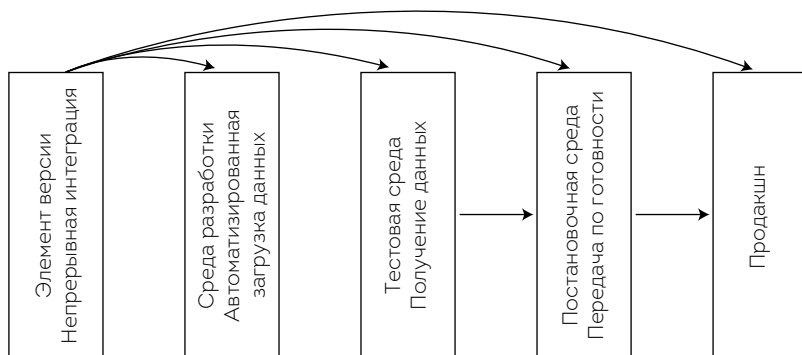 Элемент версии
Непрерывная интеграция
Среда разработки
Автоматизированная
загрузка данных
Тестовая среда
Получение данных
Постановочная среда
Передача по готовности
Продакшн